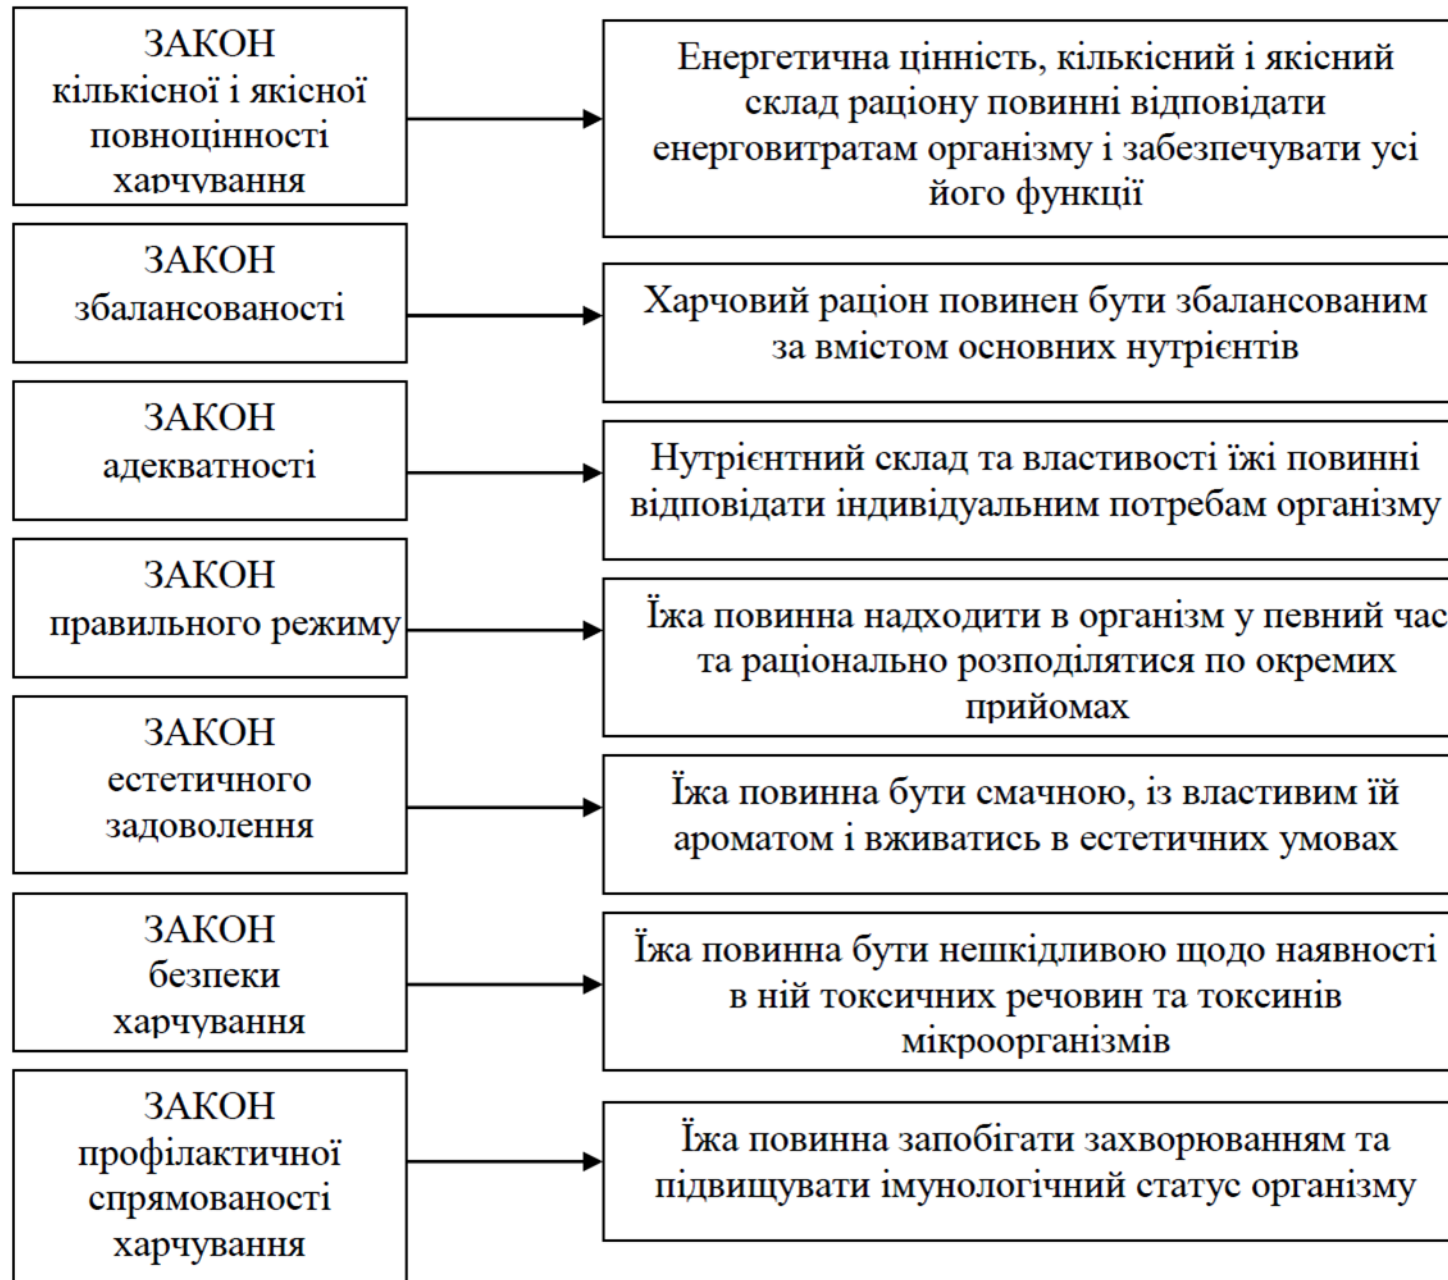 ЗАКОН
кількісної і якісної
повноцінності
харчування
Енергетична цінність, кількісний і якісний
склад раціону повинні відповідати
енерговитратам організму і забезпечувати усі
його функції
ЗАКОН
збалансованості
Харчовий раціон повинен бути збалансованим
за вмістом основних нутрієнтів
ЗАКОН
адекватності
Нутрієнтний склад та властивості їжі повинні
відповідати індивідуальним потребам організму
ЗАКОН
правильного режиму
Їжа повинна надходити в організм у певний час
та раціонально розподілятися по окремих
прийомах
ЗАКОН
естетичного
задоволення
Їжа повинна бути смачною, із властивим їй
ароматом і вживатись в естетичних умовах
ЗАКОН
безпеки
харчування
Їжа повинна бути нешкідливою щодо наявності
в ній токсичних речовин та токсинів
мікроорганізмів
ЗАКОН
профілактичної
спрямованості
харчування
Їжа повинна запобігати захворюванням та
підвищувати імунологічний статус організму